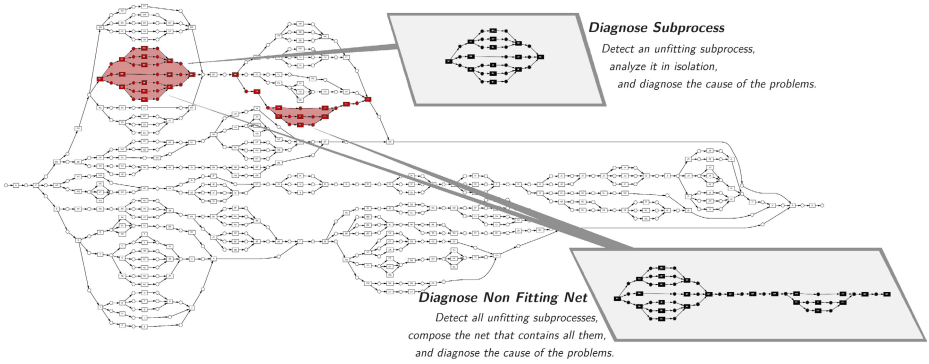 Diagnose Subprocess
Detect an unfitting subprocess,
analyze it in isolation,
and diagnose the cause of the problems.
Diagnose Non Fitting Net
Detect all unfitting subprocesses,
compose the net that contains all them,
and diagnose the cause of the problems.